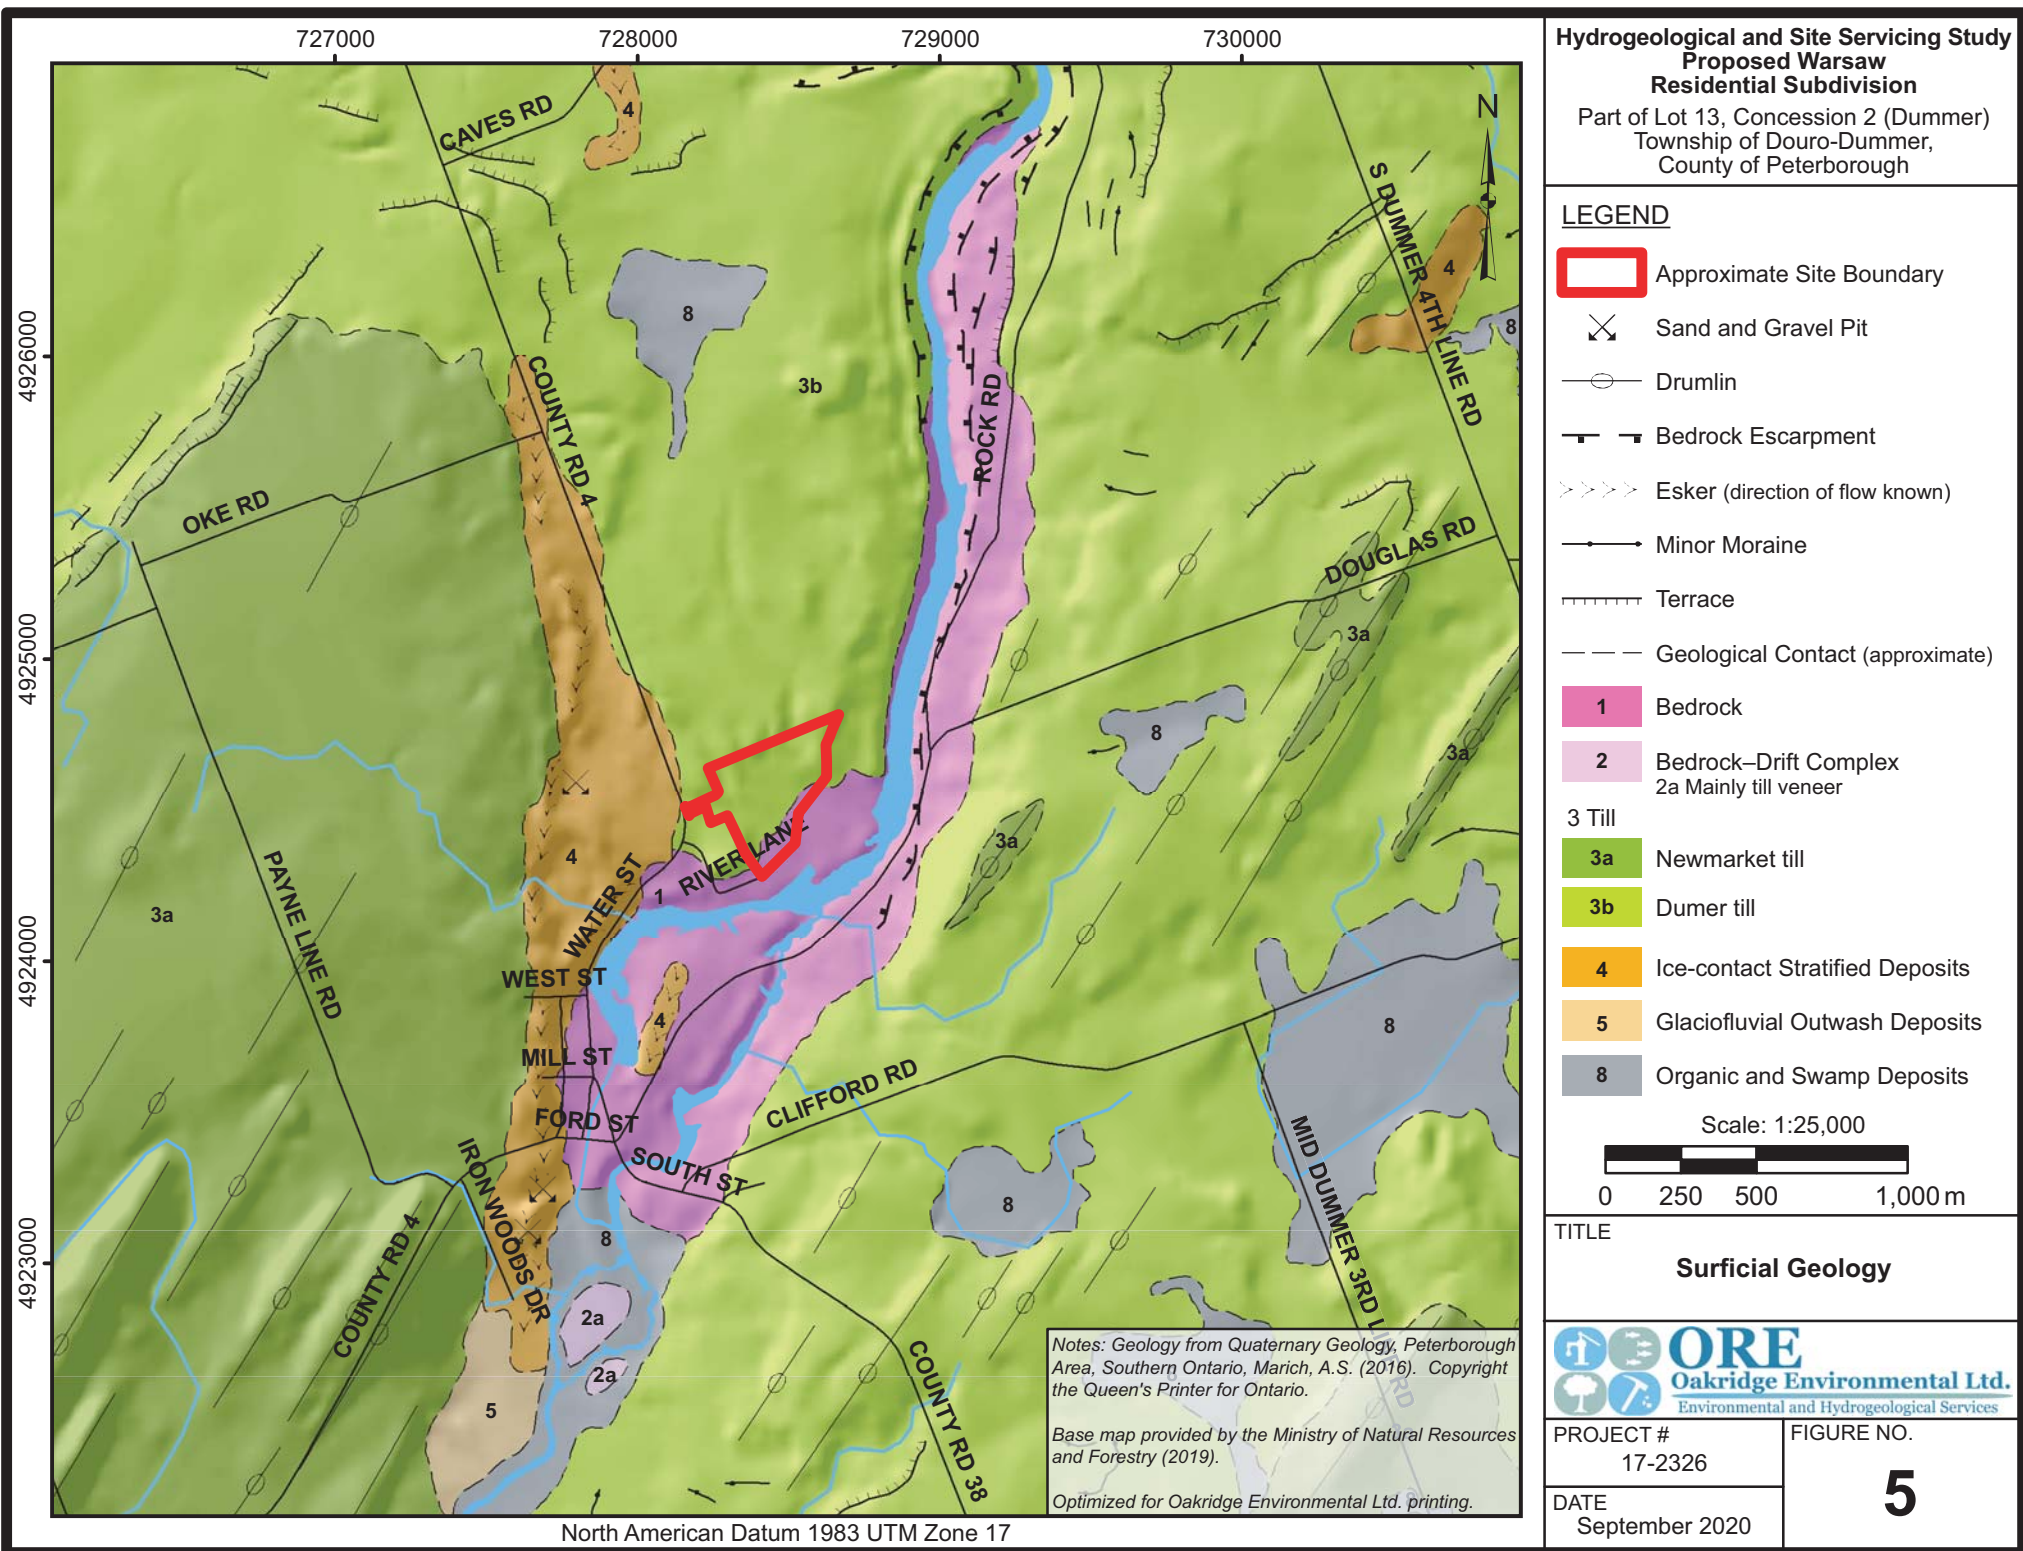 727000
728000
729000
730000
4926000
4925000
4924000
4923000
CAVES RD
4
S DUMMER 4TH LINE RD
4
8
8
3b
COUNTY RD 4
ROCK RD
OKE RD
DOUGLAS RD
3a
8
3a
3a
4
WATER ST
RIVER LANE
1
3a
PAYNE LINE RD
WEST ST
4
8
MILL ST
CLIFFORD RD
FORD ST
SOUTH ST
MID DUMMER 3RD LINE RD
IRONWOODS DR
8
8
COUNTY RD 4
2a
2a
5
COUNTY RD 38
8
8
Notes: Geology from Quaternary Geology, Peterborough
Area, Southern Ontario, Marich, A.S. (2016). Copyright
the Queen's Printer for Ontario.
Base map provided by the Ministry of Natural Resources
and Forestry (2019).
Optimized for Oakridge Environmental Ltd. printing.
North American Datum 1983 UTM Zone 17
Hydrogeological and Site Servicing Study
Proposed Warsaw
Residential Subdivision
Part of Lot 13, Concession 2 (Dummer)
Township of Douro-Dummer,
County of Peterborough
N
LEGEND
Approximate Site Boundary
Sand and Gravel Pit
Drumlin
Bedrock Escarpment
Esker (direction of flow known)
Minor Moraine
Terrace
Geological Contact (approximate)
1 Bedrock
2 Bedrock–Drift Complex
2a Mainly till veneer
3 Till
3a Newmarket till
3b Dumer till
4 Ice-contact Stratified Deposits
5 Glaciofluvial Outwash Deposits
8 Organic and Swamp Deposits
Scale: 1:25,000
0 250 500 1,000 m
TITLE
Surficial Geology
ORE
Oakridge Environmental Ltd.
Environmental and Hydrogeological Services
PROJECT #
17-2326
FIGURE NO.
5
DATE
September 2020